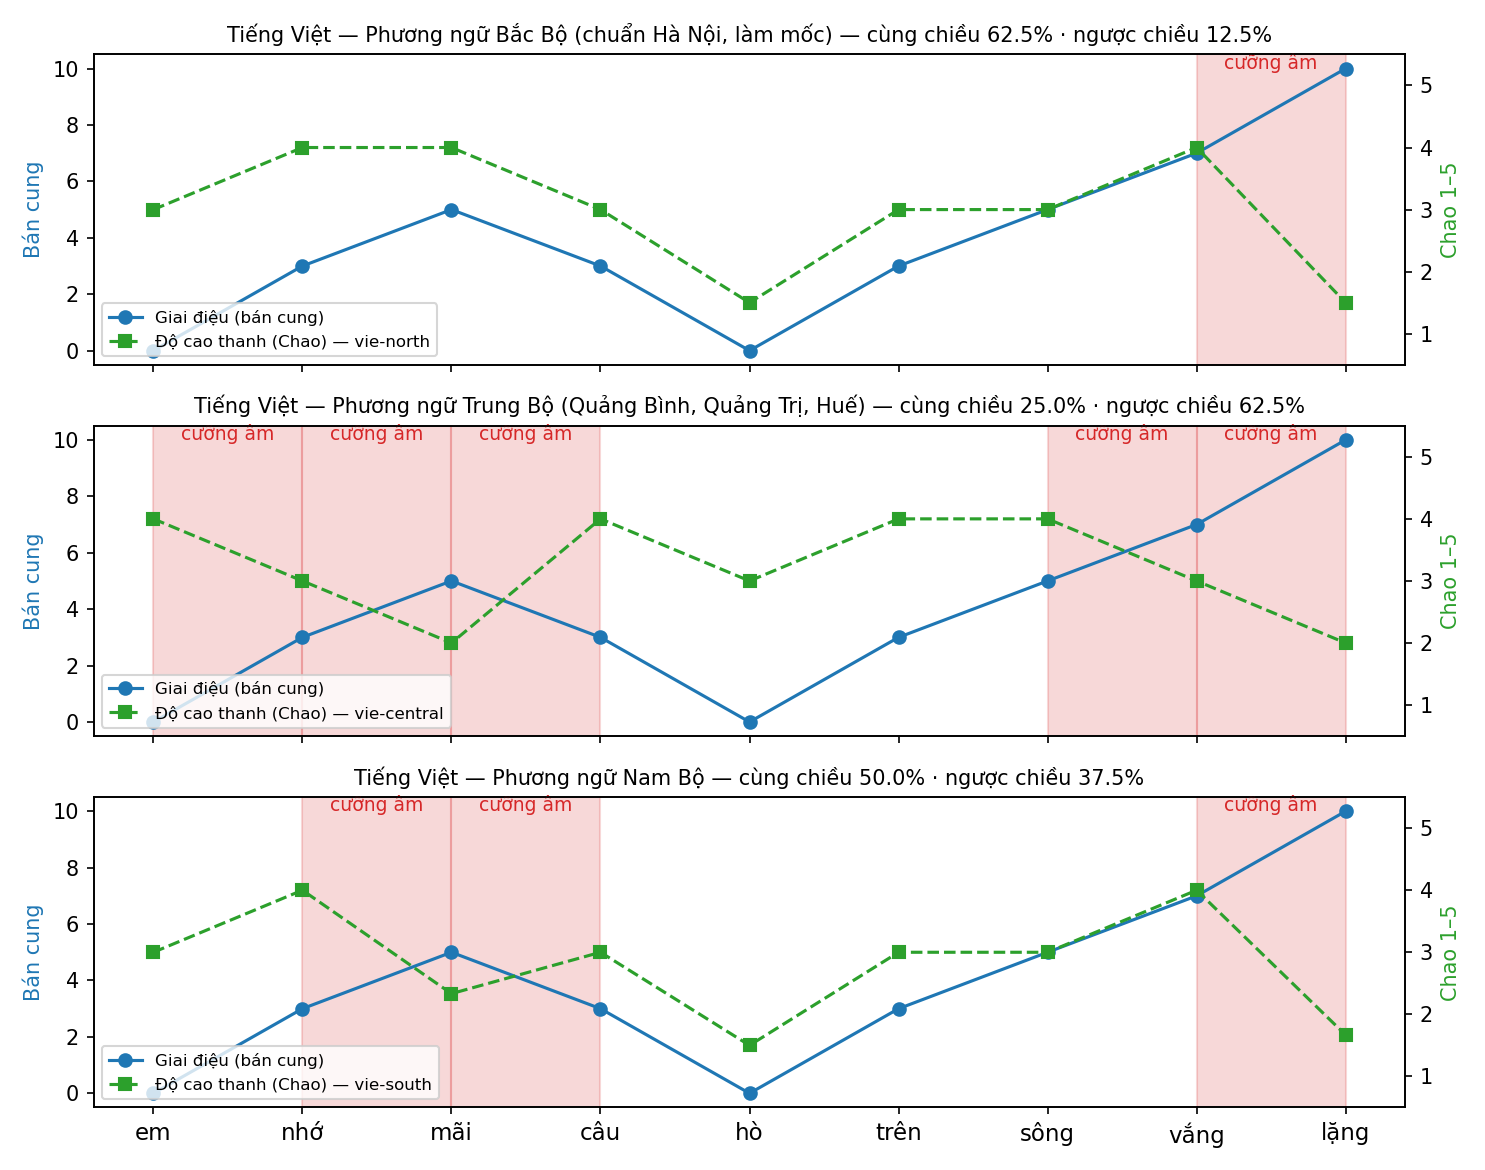 Tiếng Việt — Phương ngữ Bắc Bộ (chuẩn Hà Nội, làm mốc) — cùng chiều 62.5% · ngược chiều 12.5%
cưỡng âm
10
8
6
4
2
0
Bán cung
5
4
3
2
1
Chao 1–5
Giai điệu (bán cung)
Độ cao thanh (Chao) — vie-north
Tiếng Việt — Phương ngữ Trung Bộ (Quảng Bình, Quảng Trị, Huế) — cùng chiều 25.0% · ngược chiều 62.5%
cưỡng âm cưỡng âm cưỡng âm cưỡng âm cưỡng âm
10
8
6
4
2
0
Bán cung
5
4
3
2
1
Chao 1–5
Giai điệu (bán cung)
Độ cao thanh (Chao) — vie-central
Tiếng Việt — Phương ngữ Nam Bộ — cùng chiều 50.0% · ngược chiều 37.5%
cưỡng âm cưỡng âm cưỡng âm
10
8
6
4
2
0
Bán cung
5
4
3
2
1
Chao 1–5
Giai điệu (bán cung)
Độ cao thanh (Chao) — vie-south
em nhớ mãi câu hò trên sông vắng lặng